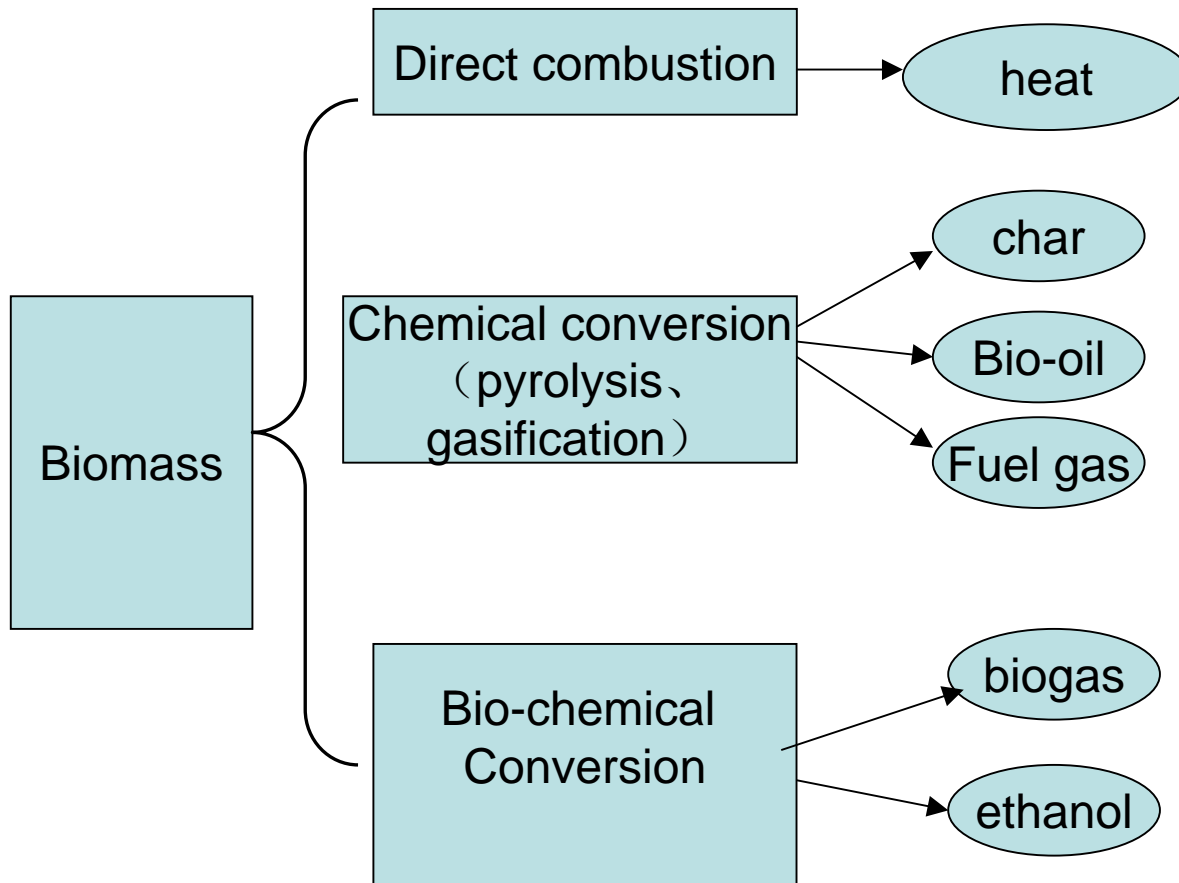 Direct combustion
heat
Biomass
Chemical conversion
（pyrolysis、
gasification）
char
Bio-oil
Fuel gas
Bio-chemical
Conversion
biogas
ethanol